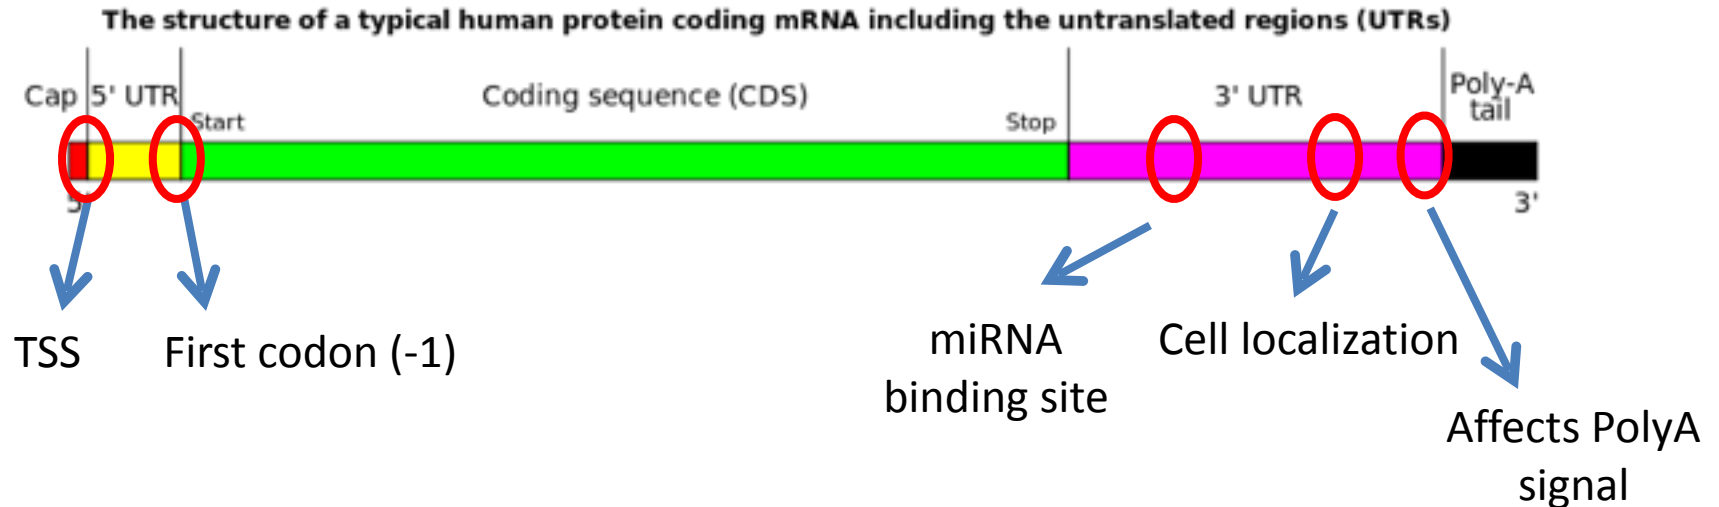 The structure of a typical human protein coding mRNA including the untranslated regions (UTRs)
Cap 5' UTR Coding sequence (CDS) 3' UTR Poly-A
tail
Start Stop
5' 3'
TSS First codon (-1) miRNA
binding site
Cell localization
Affects PolyA
signal